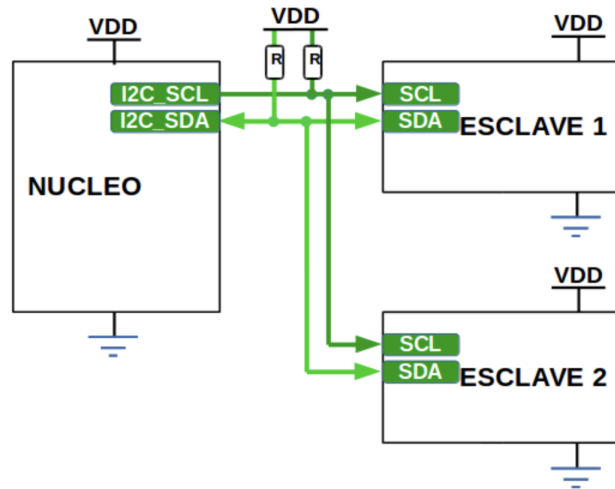 VDD
VDD
VDD
R
R
I2C_SCL
SCL
I2C_SDA
SDA
ESCLAVE 1
NUCLEO
VDD
SCL
SDA
ESCLAVE 2